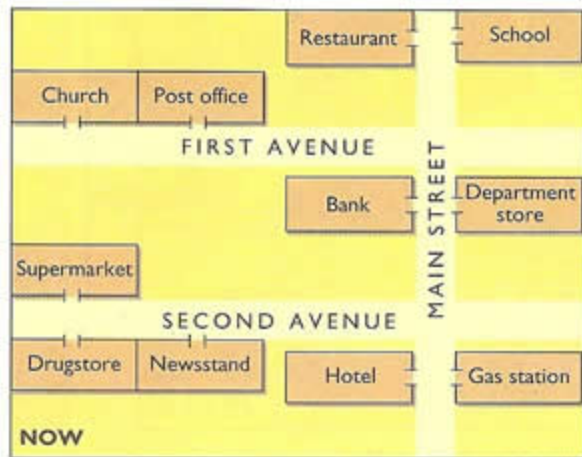 Restaurant
School
Church
Post office
FIRST AVENUE
MAIN STREET
Bank
Department
store
Supermarket
SECOND AVENUE
Drugstore
Newsstand
Hotel
Gas station
NOW